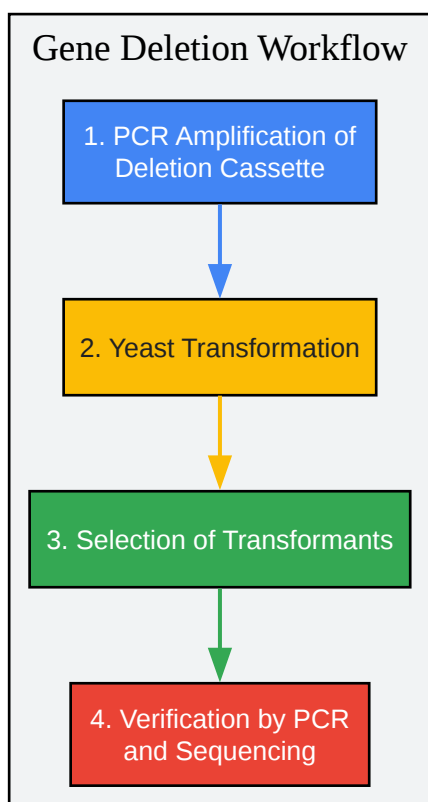 Gene Deletion Workflow
1. PCR Amplification of
Deletion Cassette
2. Yeast Transformation
3. Selection of Transformants
4. Verification by PCR
and Sequencing